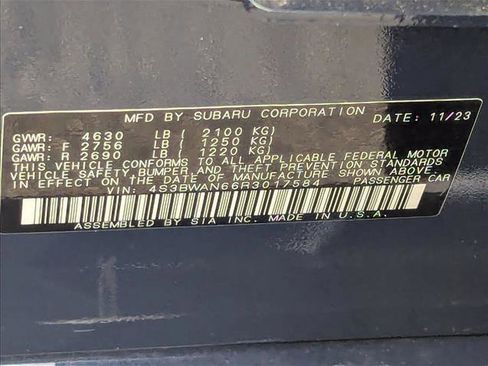 MFD BY SUBARU CORPORATION DATE: 11/23
GVWR: 4630 LB ( 2100 KG)
GAWR: F 2756 LB ( 1250 KG)
GAWR: R 2690 LB ( 1220 KG)
THIS VEHICLE CONFORMS TO ALL APPLICABLE FEDERAL MOTOR
VEHICLE SAFETY, BUMPER, AND THEFT PREVENTION STANDARDS
IN EFFECT ON THE DATE OF MANUFACTURE SHOWN ABOVE.
VIN: 4S3BWAN66R3017584 PASSENGER CAR
ASSEMBLED BY SIA, INC. MADE IN U.S.A.